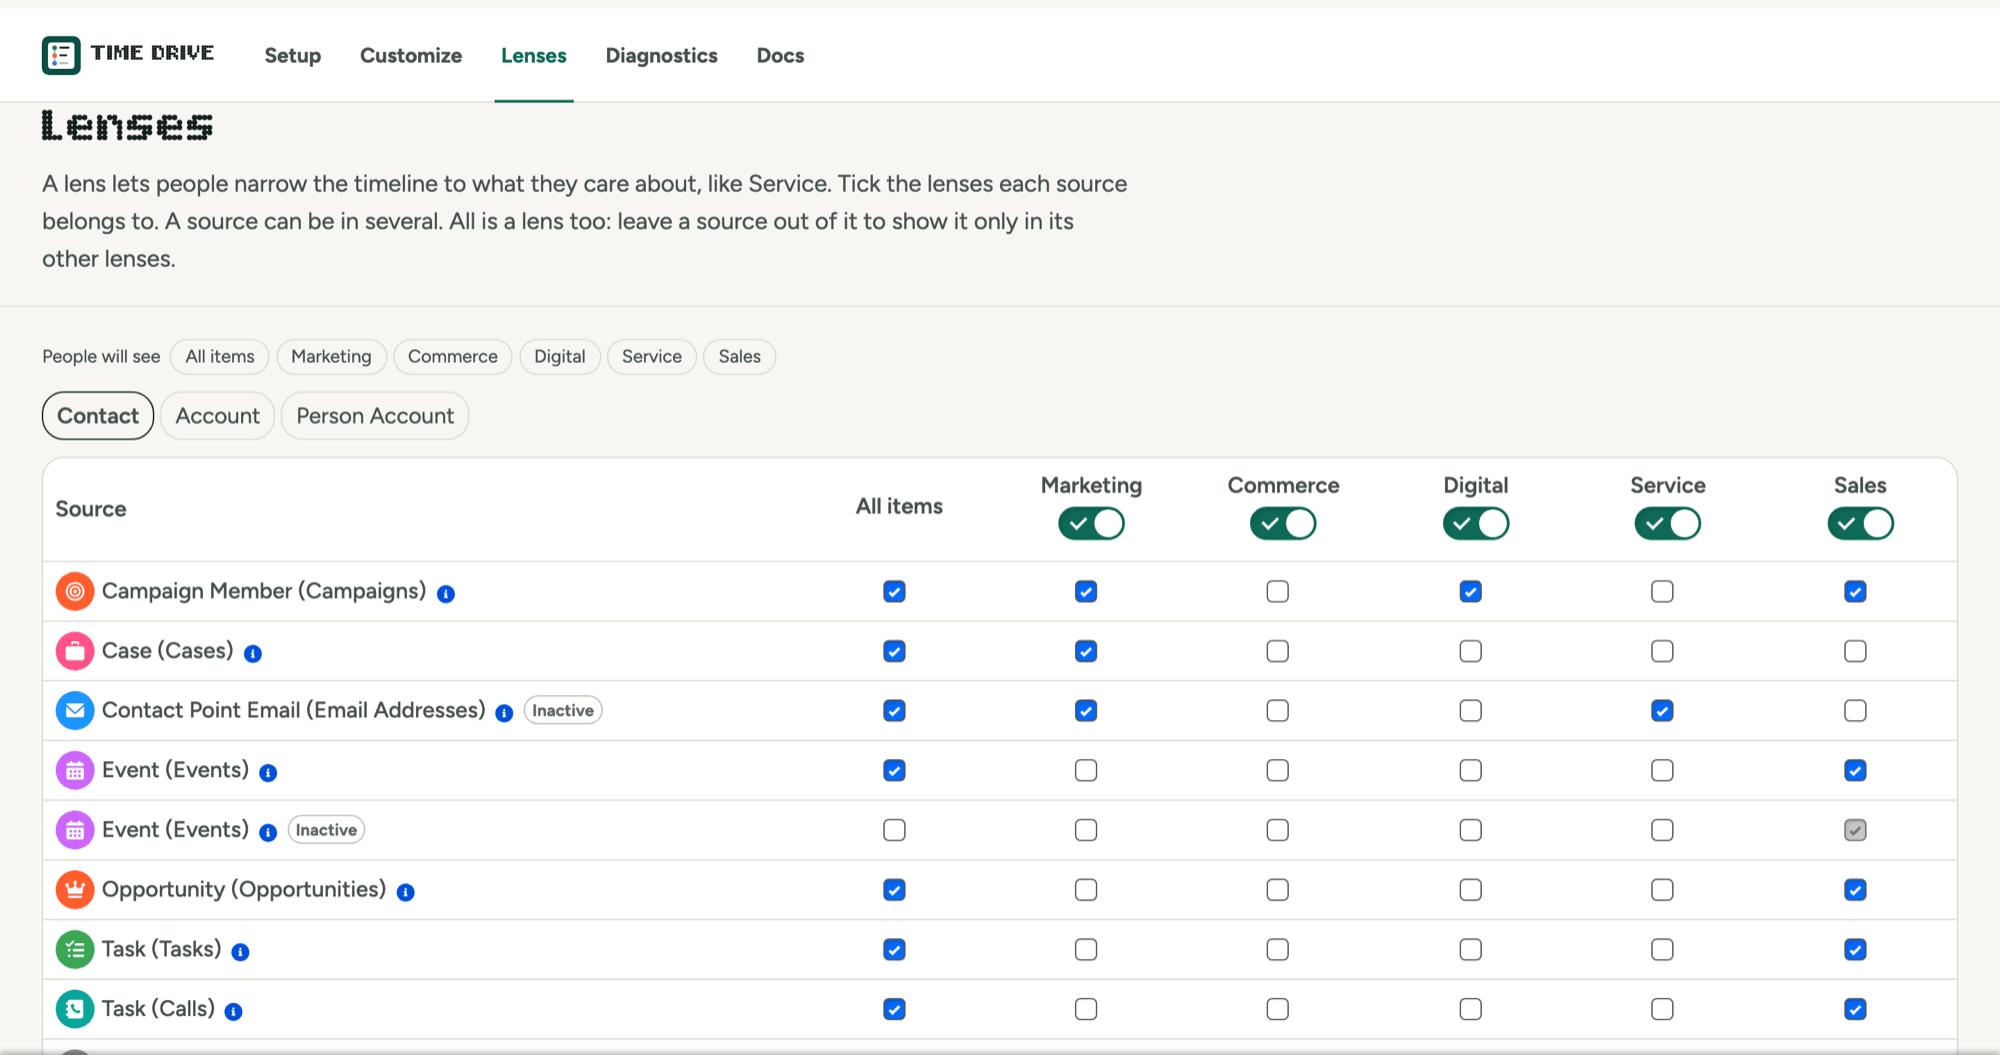 TIME DRIVE
Setup
Customize
Lenses
Diagnostics
Docs
Lenses
A lens lets people narrow the timeline to what they care about, like Service. Tick the lenses each source
belongs to. A source can be in several. All is a lens too: leave a source out of it to show it only in its
other lenses.
People will see
All items
Marketing
Commerce
Digital
Service
Sales
Contact
Account
Person Account
Source
All items
Marketing
Commerce
Digital
Service
Sales
Campaign Member (Campaigns)
Case (Cases)
Contact Point Email (Email Addresses)
Inactive
Event (Events)
Event (Events)
Inactive
Opportunity (Opportunities)
Task (Tasks)
Task (Calls)